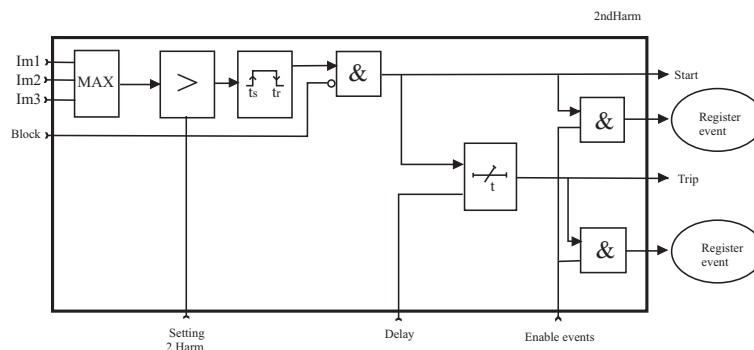 2ndHarm
Im1
Im2
Im3
MAX
>
ts tr
&
Start
Block
&
Register
event
t
Trip
&
Register
event
Setting
2.Harm
Delay
Enable events